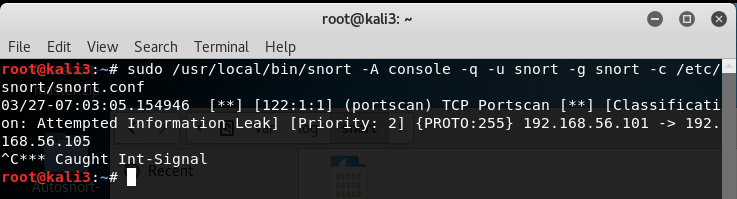 root@kali3: ~
File Edit View Search Terminal Help
root@kali3:~# sudo /usr/local/bin/snort -A console -q -u snort -g snort -c /etc/
snort/snort.conf
03/27-07:03:05.154946  [**] [122:1:1] (portscan) TCP Portscan [**] [Classificati
on: Attempted Information Leak] [Priority: 2] {PROTO:255} 192.168.56.101 -> 192.
168.56.105
^C*** Caught Int-Signal
root@kali3:~#
Recent
Autosnort-